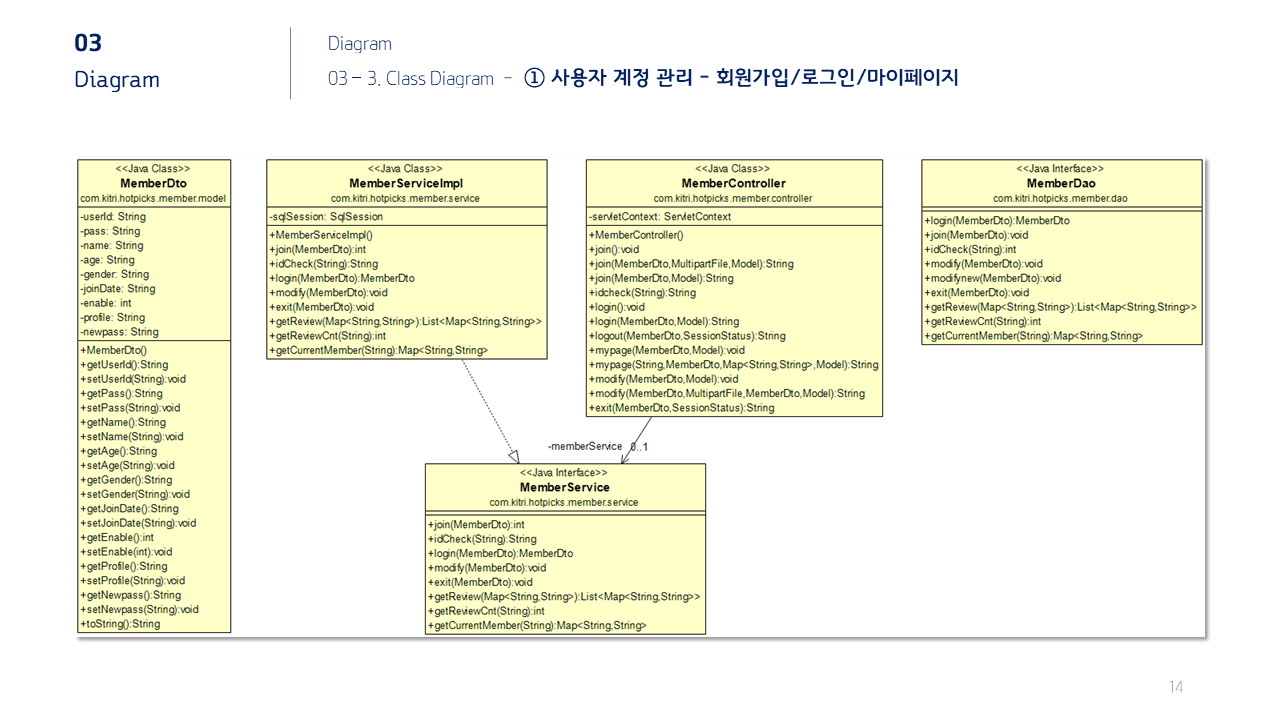 03
Diagram
Diagram
03 – 3. Class Diagram – ① 사용자 계정 관리 – 회원가입/로그인/마이페이지
<<Java Class>>
MemberDto
com.kitri.hotpicks.member.model
-userId: String
-pass: String
-name: String
-age: String
-gender: String
-joinDate: String
-enable: int
-profile: String
-newpass: String
+MemberDto()
+getUserId():String
+setUserId(String):void
+getPass():String
+setPass(String):void
+getName():String
+setName(String):void
+getAge():String
+setAge(String):void
+getGender():String
+setGender(String):void
+getJoinDate():String
+setJoinDate(String):void
+getEnable():int
+setEnable(int):void
+getProfile():String
+setProfile(String):void
+getNewpass():String
+setNewpass(String):void
+toString():String
<<Java Class>>
MemberServiceImpl
com.kitri.hotpicks.member.service
-sqlSession: SqlSession
+MemberServiceImpl()
+join(MemberDto):int
+idCheck(String):String
+login(MemberDto):MemberDto
+modify(MemberDto):void
+exit(MemberDto):void
+getReview(Map<String,String>):List<Map<String,String>>
+getReviewCnt(String):int
+getCurrentMember(String):Map<String,String>
<<Java Class>>
MemberController
com.kitri.hotpicks.member.controller
-servletContext: ServletContext
+MemberController()
+join():void
+join(MemberDto,MultipartFile,Model):String
+join(MemberDto,Model):String
+idcheck(String):String
+login():void
+login(MemberDto,Model):String
+logout(MemberDto,SessionStatus):String
+mypage(MemberDto,Model):void
+mypage(String,MemberDto,Map<String,String>,Model):String
+modify(MemberDto,Model):void
+modify(MemberDto,MultipartFile,MemberDto,Model):String
+exit(MemberDto,SessionStatus):String
<<Java Interface>>
MemberDao
com.kitri.hotpicks.member.dao
+login(MemberDto):MemberDto
+join(MemberDto):void
+idCheck(String):int
+modify(MemberDto):void
+modifynew(MemberDto):void
+exit(MemberDto):void
+getReview(Map<String,String>):List<Map<String,String>>
+getReviewCnt(String):int
+getCurrentMember(String):Map<String,String>
-memberService 0..1
<<Java Interface>>
MemberService
com.kitri.hotpicks.member.service
+join(MemberDto):int
+idCheck(String):String
+login(MemberDto):MemberDto
+modify(MemberDto):void
+exit(MemberDto):void
+getReview(Map<String,String>):List<Map<String,String>>
+getReviewCnt(String):int
+getCurrentMember(String):Map<String,String>
14